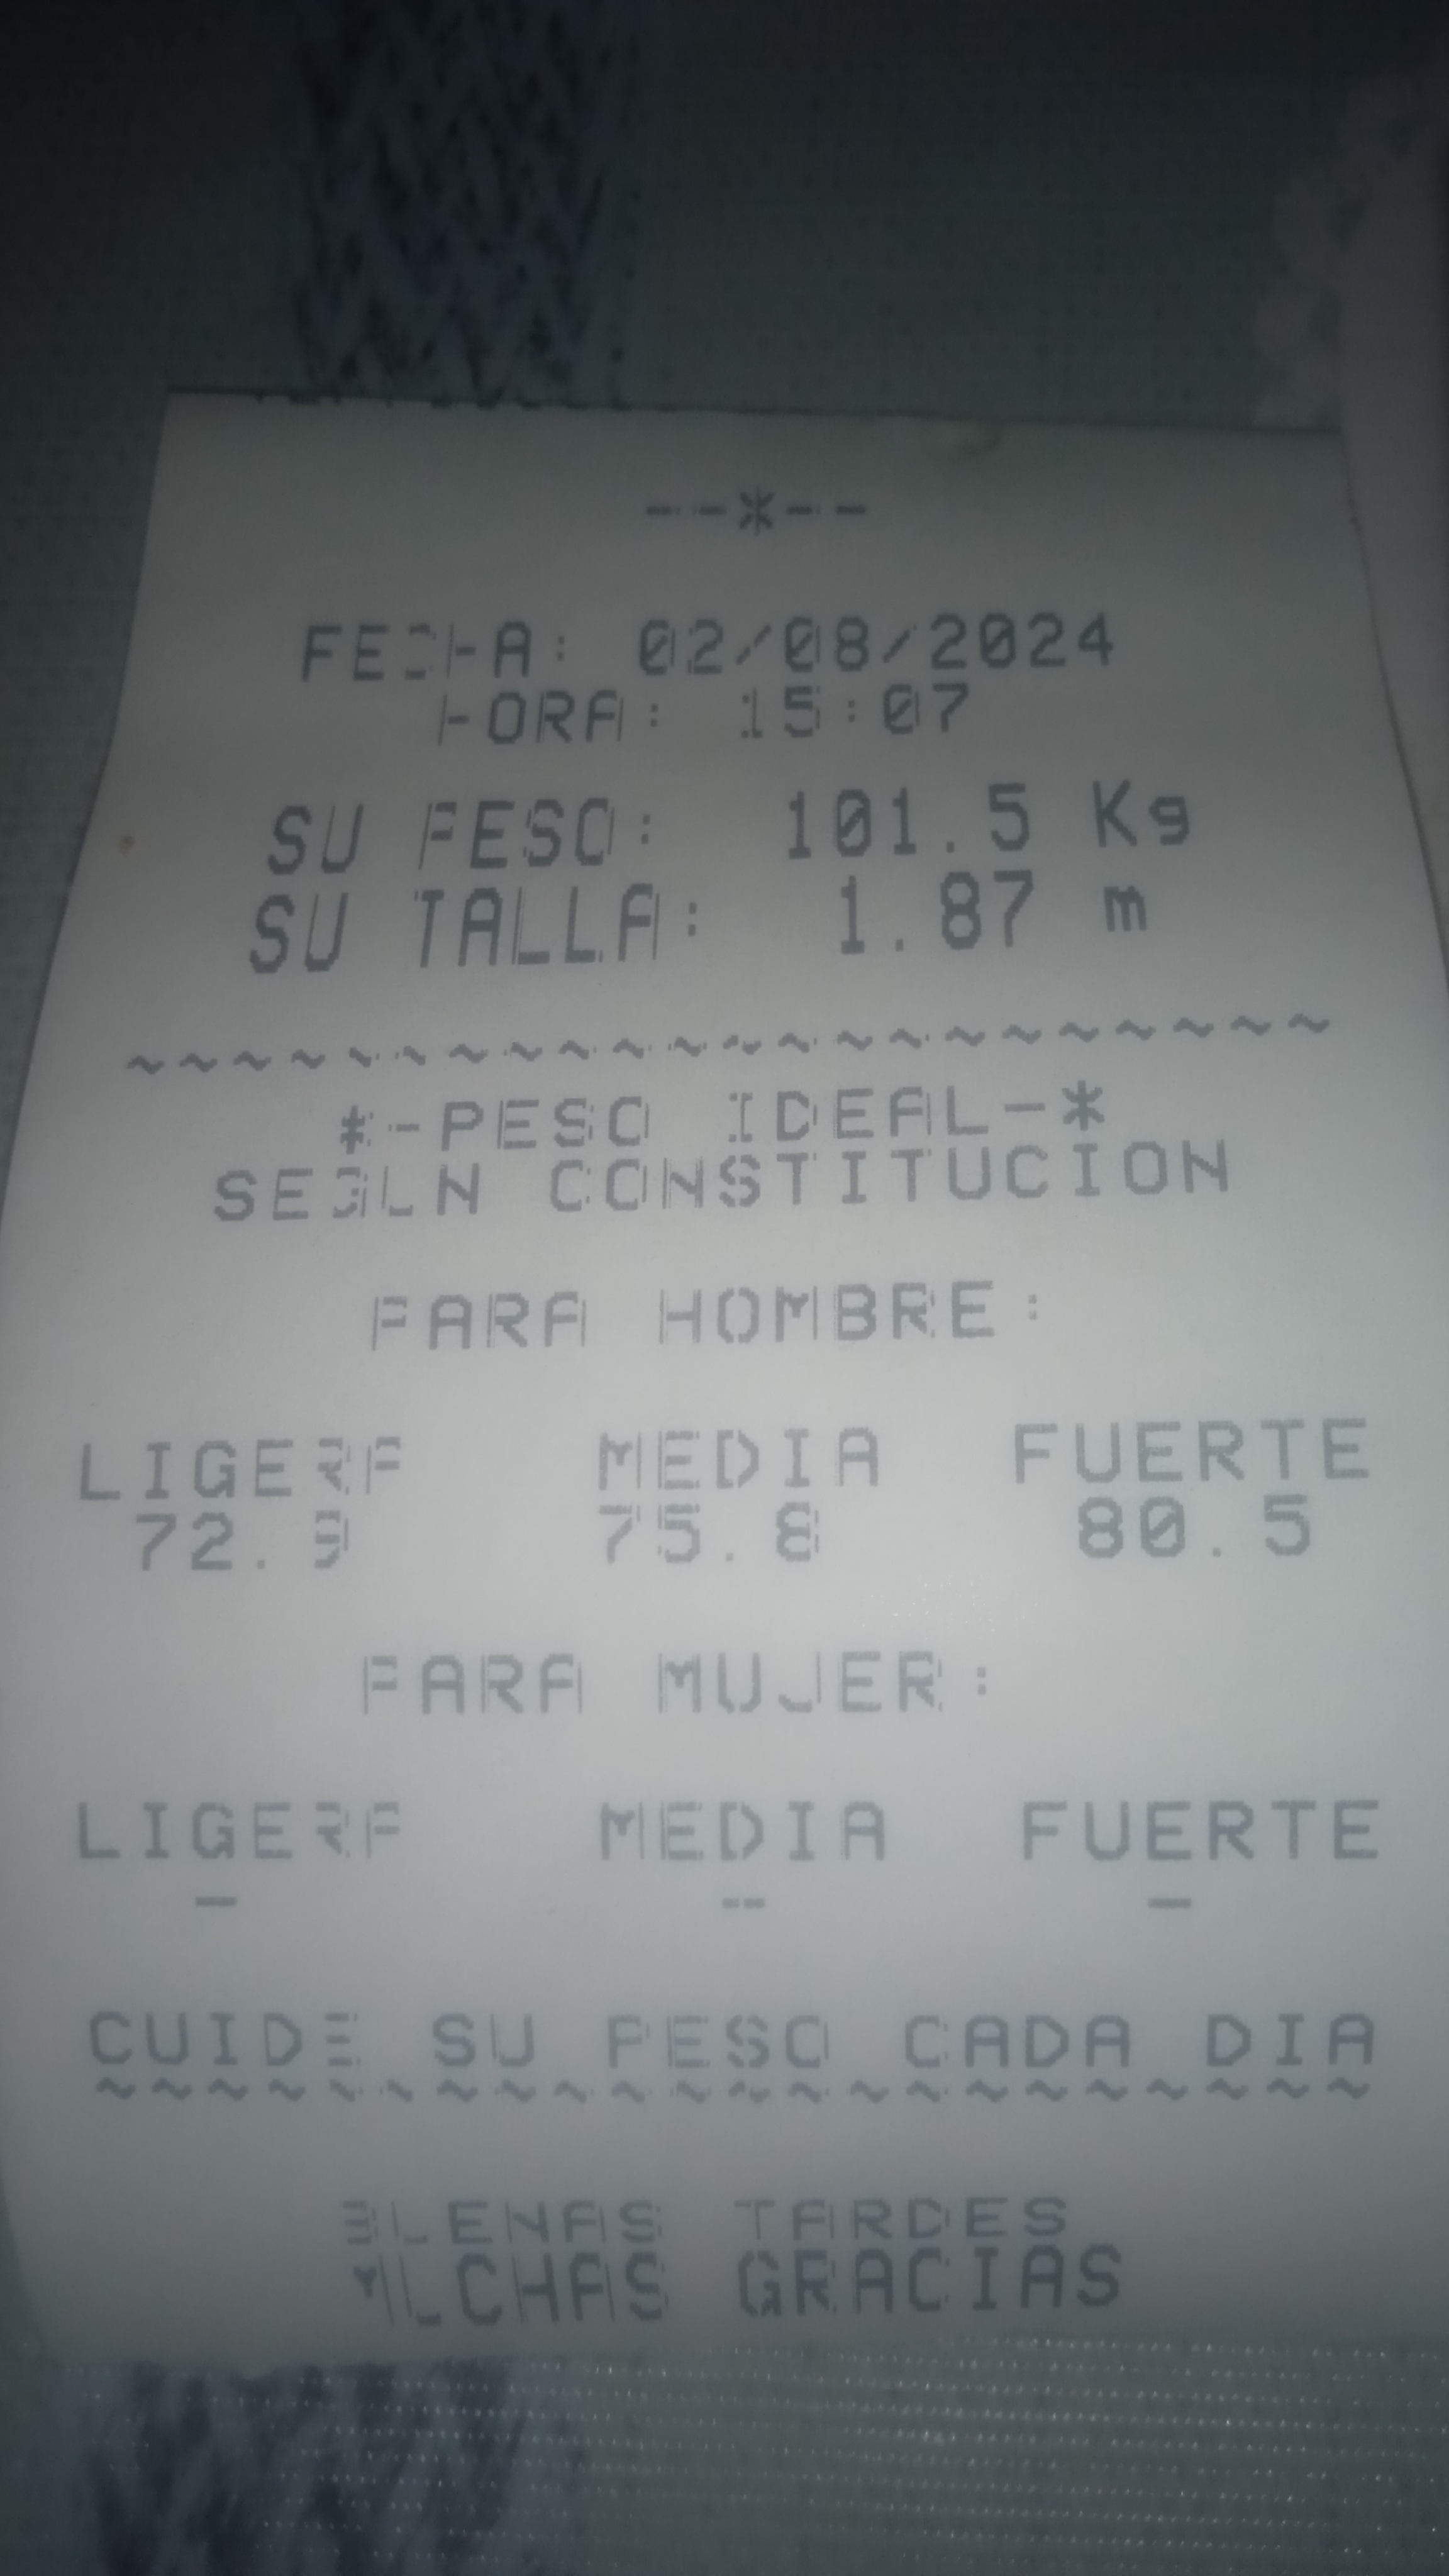 --*--
FECHA: 02/08/2024
HORA: 15:07
SU PESO: 101.5 Kg
SU TALLA: 1.87 m
~~~~~~~~~~~~~~~~~~~~~~
*-PESO IDEAL-*
SEGUN CONSTITUCION
PARA HOMBRE:
LIGERA MEDIA FUERTE
72.9 75.8 80.5
PARA MUJER:
LIGERA MEDIA FUERTE
- -- -
CUIDE SU PESO CADA DIA
~~~~~~~~~~~~~~~~~~~~~~
BUENAS TARDES
MUCHAS GRACIAS